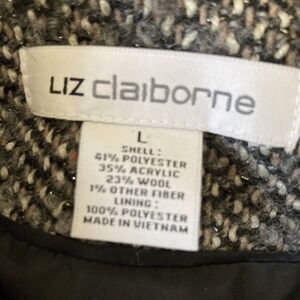 LIZ claiborne
L
SHELL:
41% POLYESTER
35% ACRYLIC
23% WOOL
1% OTHER FIBER
LINING:
100% POLYESTER
MADE IN VIETNAM